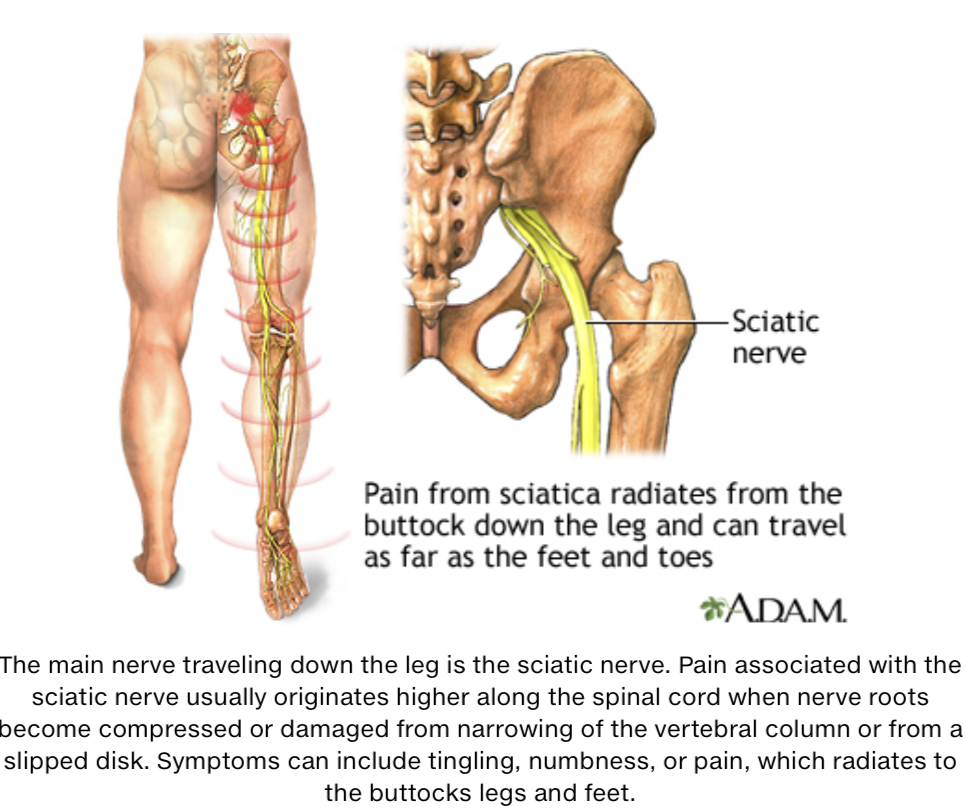 Sciatic
nerve
Pain from sciatica radiates from the
buttock down the leg and can travel
as far as the feet and toes
A.D.A.M.
The main nerve traveling down the leg is the sciatic nerve. Pain associated with the
sciatic nerve usually originates higher along the spinal cord when nerve roots
become compressed or damaged from narrowing of the vertebral column or from a
slipped disk. Symptoms can include tingling, numbness, or pain, which radiates to
the buttocks legs and feet.